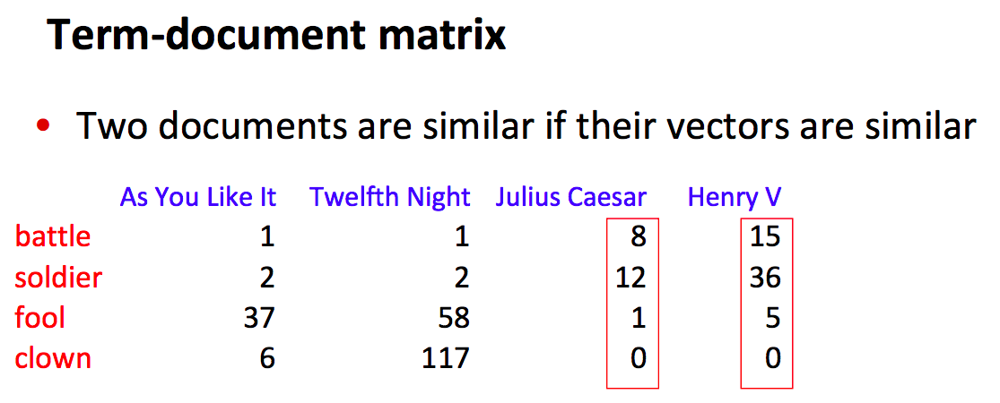 Term-document matrix
• Two documents are similar if their vectors are similar
As You Like It Twelfth Night Julius Caesar Henry V
battle 1 1 8 15
soldier 2 2 12 36
fool 37 58 1 5
clown 6 117 0 0